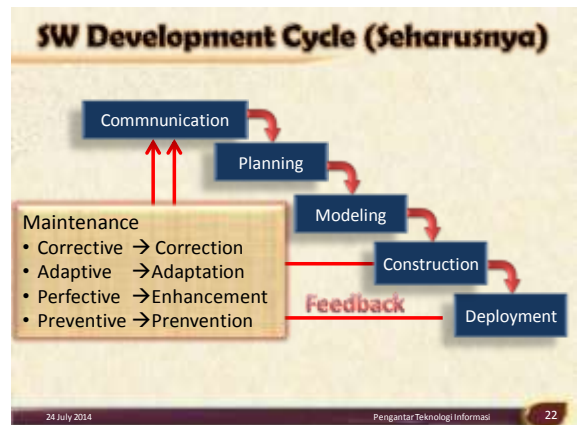 SW Development Cycle (Seharusnya)
Commnunication
Planning
Modeling
Maintenance
• Corrective → Correction
• Adaptive →Adaptation
• Perfective →Enhancement
• Preventive →Prenvention
Construction
Feedback
Deployment
24 July 2014
Pengantar Teknologi Informasi
22